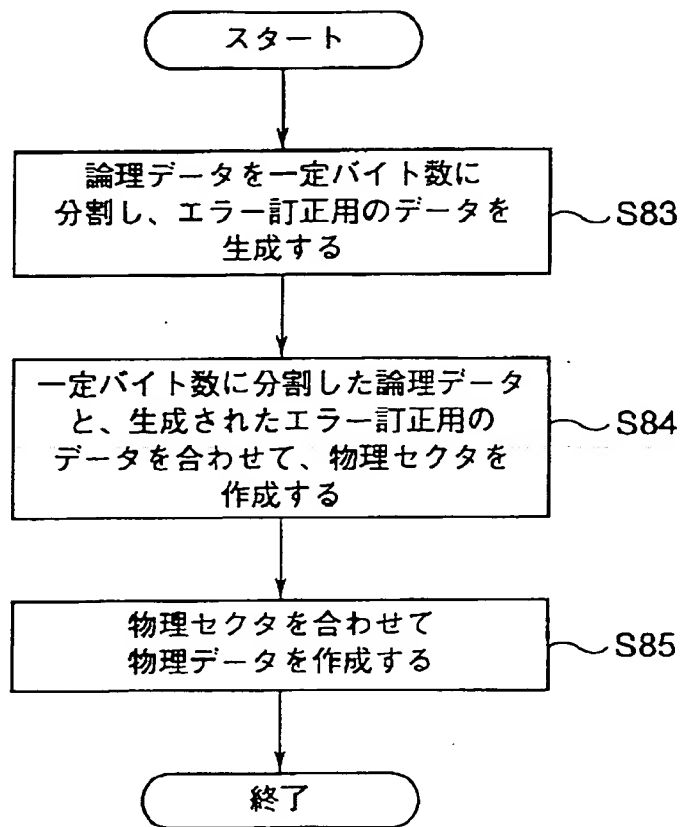 スタート
論理データを一定バイト数に
分割し、エラー訂正用のデータを
生成する
S83
一定バイト数に分割した論理データ
と、生成されたエラー訂正用の
データを合わせて、物理セクタを
作成する
S84
物理セクタを合わせて
物理データを作成する
S85
終了